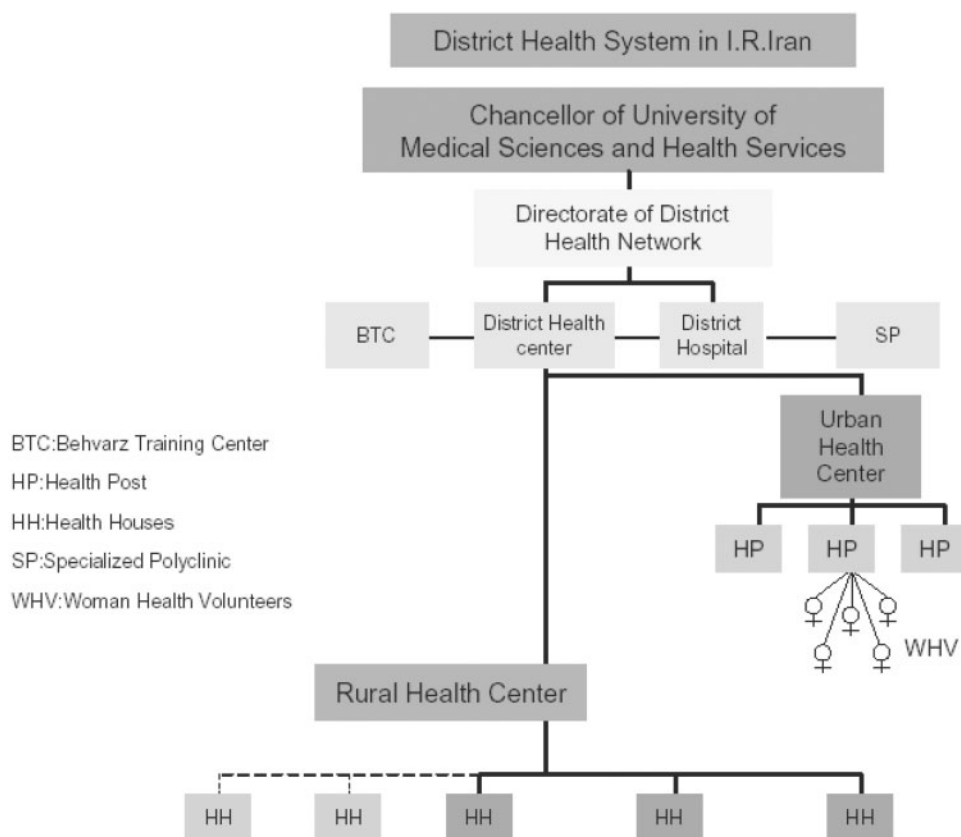 District Health System in I.R.Iran
Chancellor of University of
Medical Sciences and Health Services
Directorate of District
Health Network
BTC
District Health
center
District
Hospital
SP
Urban
Health
Center
BTC:Behvarz Training Center
HP:Health Post
HH:Health Houses
SP:Specialized Polyclinic
WHV:Woman Health Volunteers
HP
HP
HP
WHV
Rural Health Center
HH
HH
HH
HH
HH